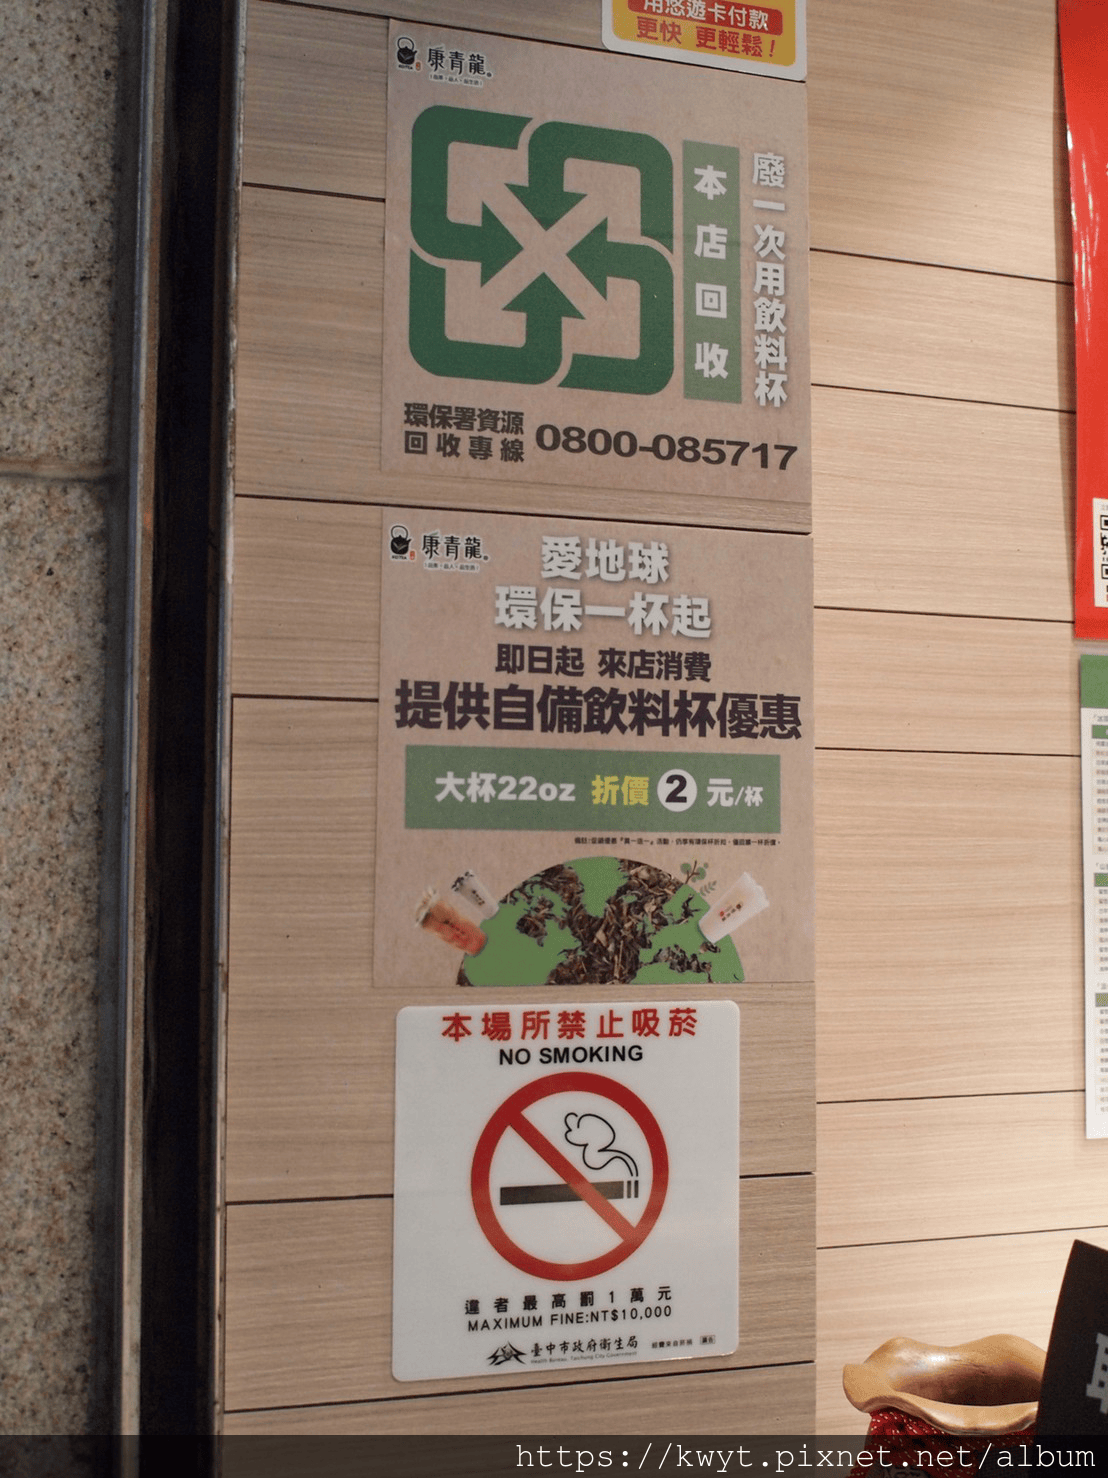 用悠遊卡付款
更快 更輕鬆！
康青龍
廢一次用飲料杯
本店回收
環保署資源
回收專線
0800-085717
康青龍
愛地球
環保一杯起
即日起 來店消費
提供自備飲料杯優惠
大杯22oz 折價 2 元/杯
本場所禁止吸菸
NO SMOKING
違者最高罰1萬元
MAXIMUM FINE:NT$10,000
臺中市政府衛生局
Health Bureau, Taichung City Government
https://kwyt.pixnet.net/album